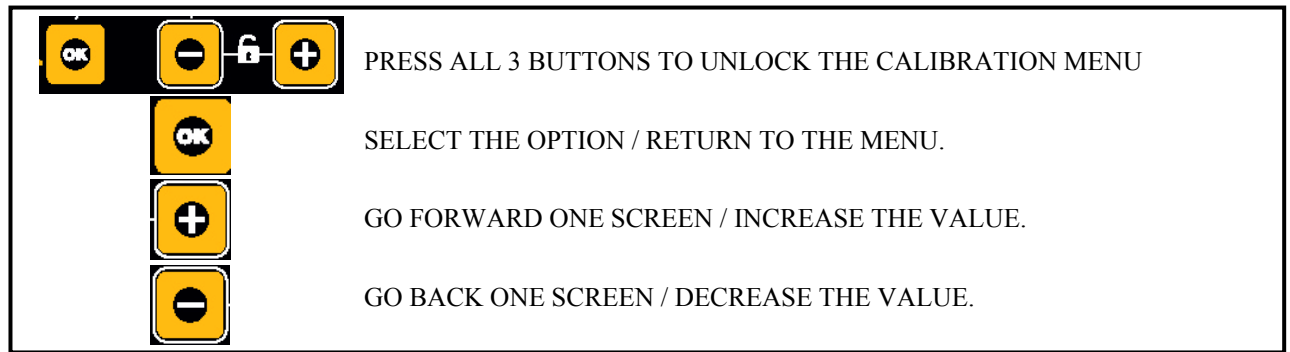 OK PRESS ALL 3 BUTTONS TO UNLOCK THE CALIBRATION MENU
OK SELECT THE OPTION / RETURN TO THE MENU.
GO FORWARD ONE SCREEN / INCREASE THE VALUE.
GO BACK ONE SCREEN / DECREASE THE VALUE.